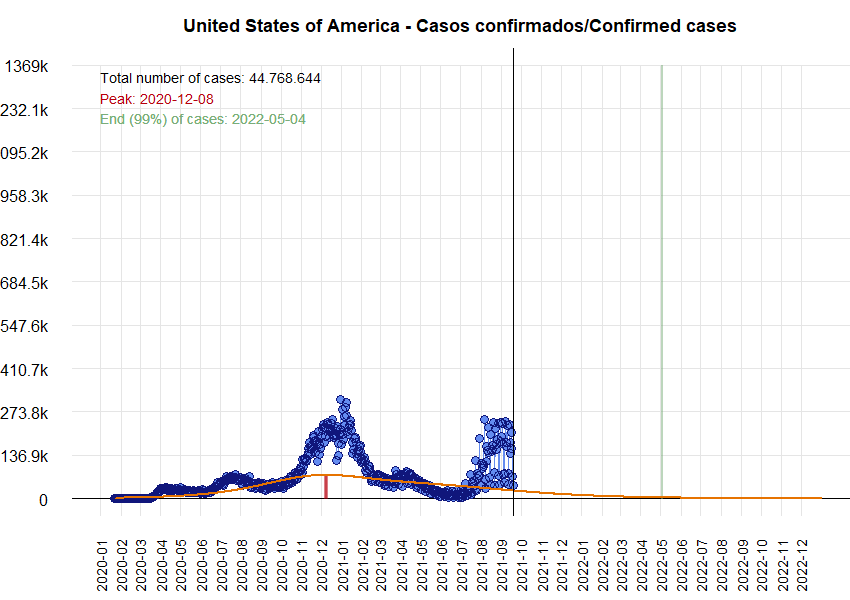 United States of America - Casos confirmados/Confirmed cases
1369k
232.1k
095.2k
958.3k
821.4k
684.5k
547.6k
410.7k
273.8k
136.9k
0
Total number of cases: 44.768.644
Peak: 2020-12-08
End (99%) of cases: 2022-05-04
2020-01
2020-02
2020-03
2020-04
2020-05
2020-06
2020-07
2020-08
2020-09
2020-10
2020-11
2020-12
2021-01
2021-02
2021-03
2021-04
2021-05
2021-06
2021-07
2021-08
2021-09
2021-10
2021-11
2021-12
2022-01
2022-02
2022-03
2022-04
2022-05
2022-06
2022-07
2022-08
2022-09
2022-10
2022-11
2022-12